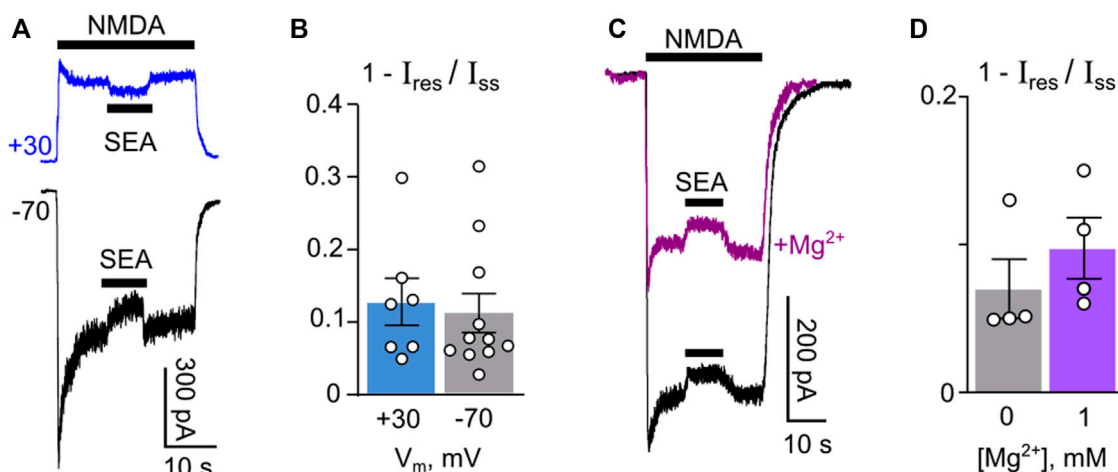 A
NMDA
+30
SEA
-70
SEA
300 pA
10 s
B
1 - Ires / Iss
0.4
0.3
0.2
0.1
0
+30 -70
Vm, mV
C
NMDA
SEA
+Mg²⁺
200 pA
10 s
D
1 - Ires / Iss
0.2
0
0 1
[Mg²⁺], mM